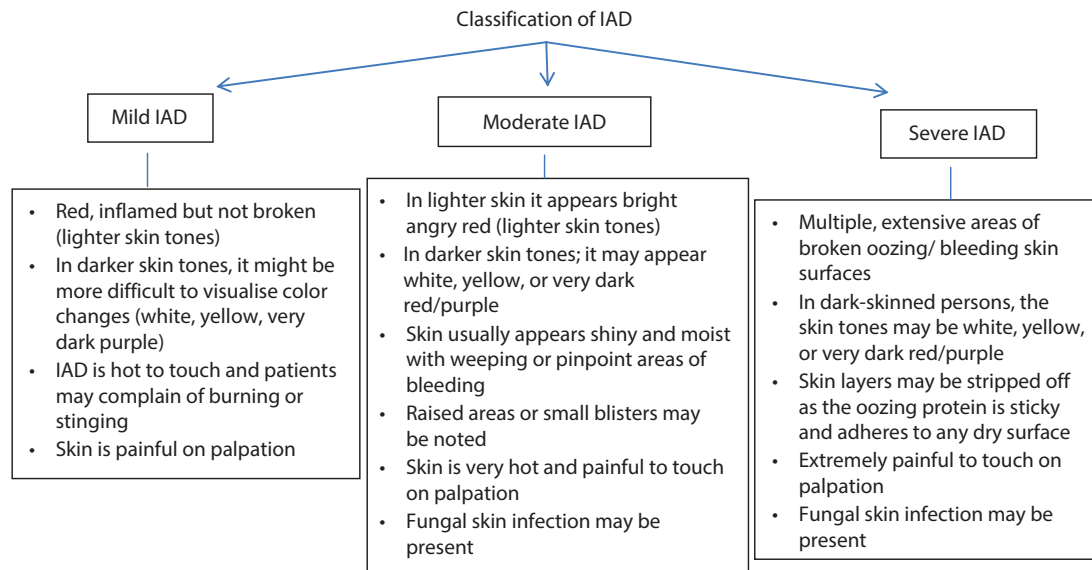 Classification of IAD
Mild IAD
• Red, inflamed but not broken
(lighter skin tones)
• In darker skin tones, it might be
more difficult to visualise color
changes (white, yellow, very
dark purple)
• IAD is hot to touch and patients
may complain of burning or
stinging
• Skin is painful on palpation
Moderate IAD
• In lighter skin it appears bright
angry red (lighter skin tones)
• In darker skin tones; it may appear
white, yellow, or very dark
red/purple
• Skin usually appears shiny and moist
with weeping or pinpoint areas of
bleeding
• Raised areas or small blisters may
be noted
• Skin is very hot and painful to touch
on palpation
• Fungal skin infection may be
present
Severe IAD
• Multiple, extensive areas of
broken oozing/ bleeding skin
surfaces
• In dark-skinned persons, the
skin tones may be white, yellow,
or very dark red/purple
• Skin layers may be stripped off
as the oozing protein is sticky
and adheres to any dry surface
• Extremely painful to touch on
palpation
• Fungal skin infection may be
present